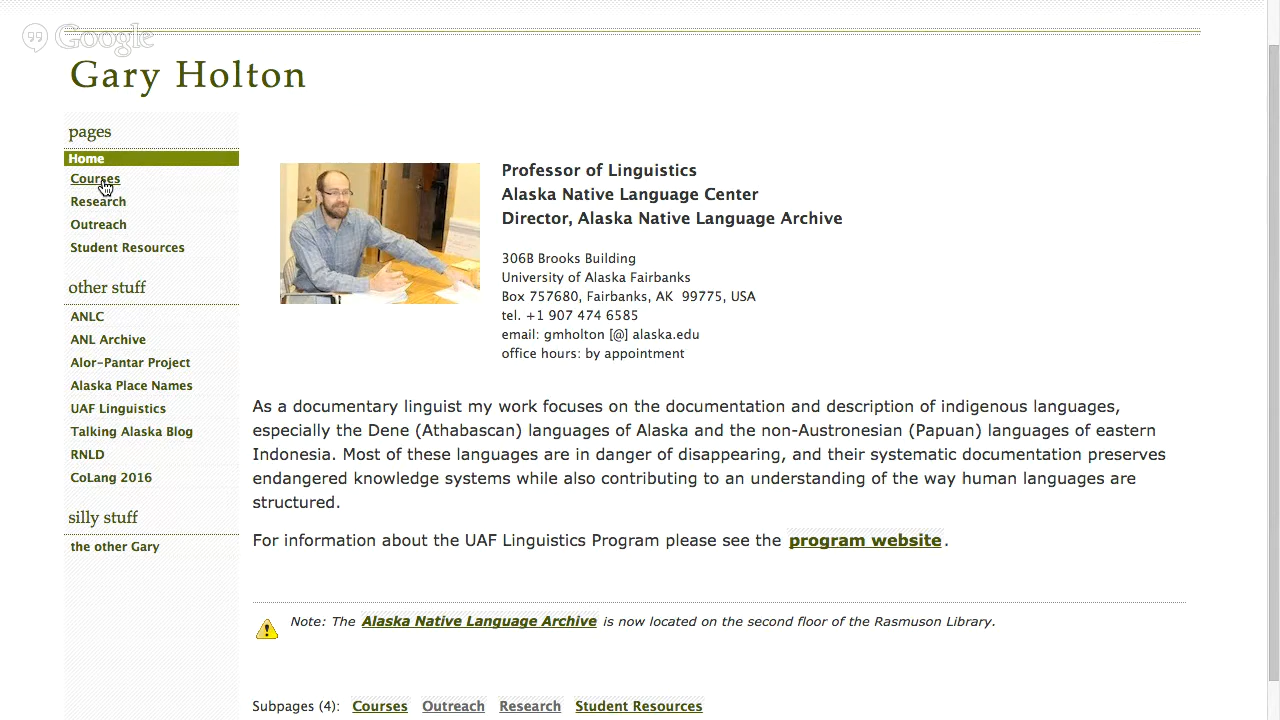 Google
Gary Holton
pages
Home
Courses
Research
Outreach
Student Resources
other stuff
ANLC
ANL Archive
Alor-Pantar Project
Alaska Place Names
UAF Linguistics
Talking Alaska Blog
RNLD
CoLang 2016
silly stuff
the other Gary
Professor of Linguistics
Alaska Native Language Center
Director, Alaska Native Language Archive
306B Brooks Building
University of Alaska Fairbanks
Box 757680, Fairbanks, AK 99775, USA
tel. +1 907 474 6585
email: gmholton [@] alaska.edu
office hours: by appointment
As a documentary linguist my work focuses on the documentation and description of indigenous languages,
especially the Dene (Athabascan) languages of Alaska and the non-Austronesian (Papuan) languages of eastern
Indonesia. Most of these languages are in danger of disappearing, and their systematic documentation preserves
endangered knowledge systems while also contributing to an understanding of the way human languages are
structured.
For information about the UAF Linguistics Program please see the program website.
Note: The Alaska Native Language Archive is now located on the second floor of the Rasmuson Library.
Subpages (4): Courses Outreach Research Student Resources